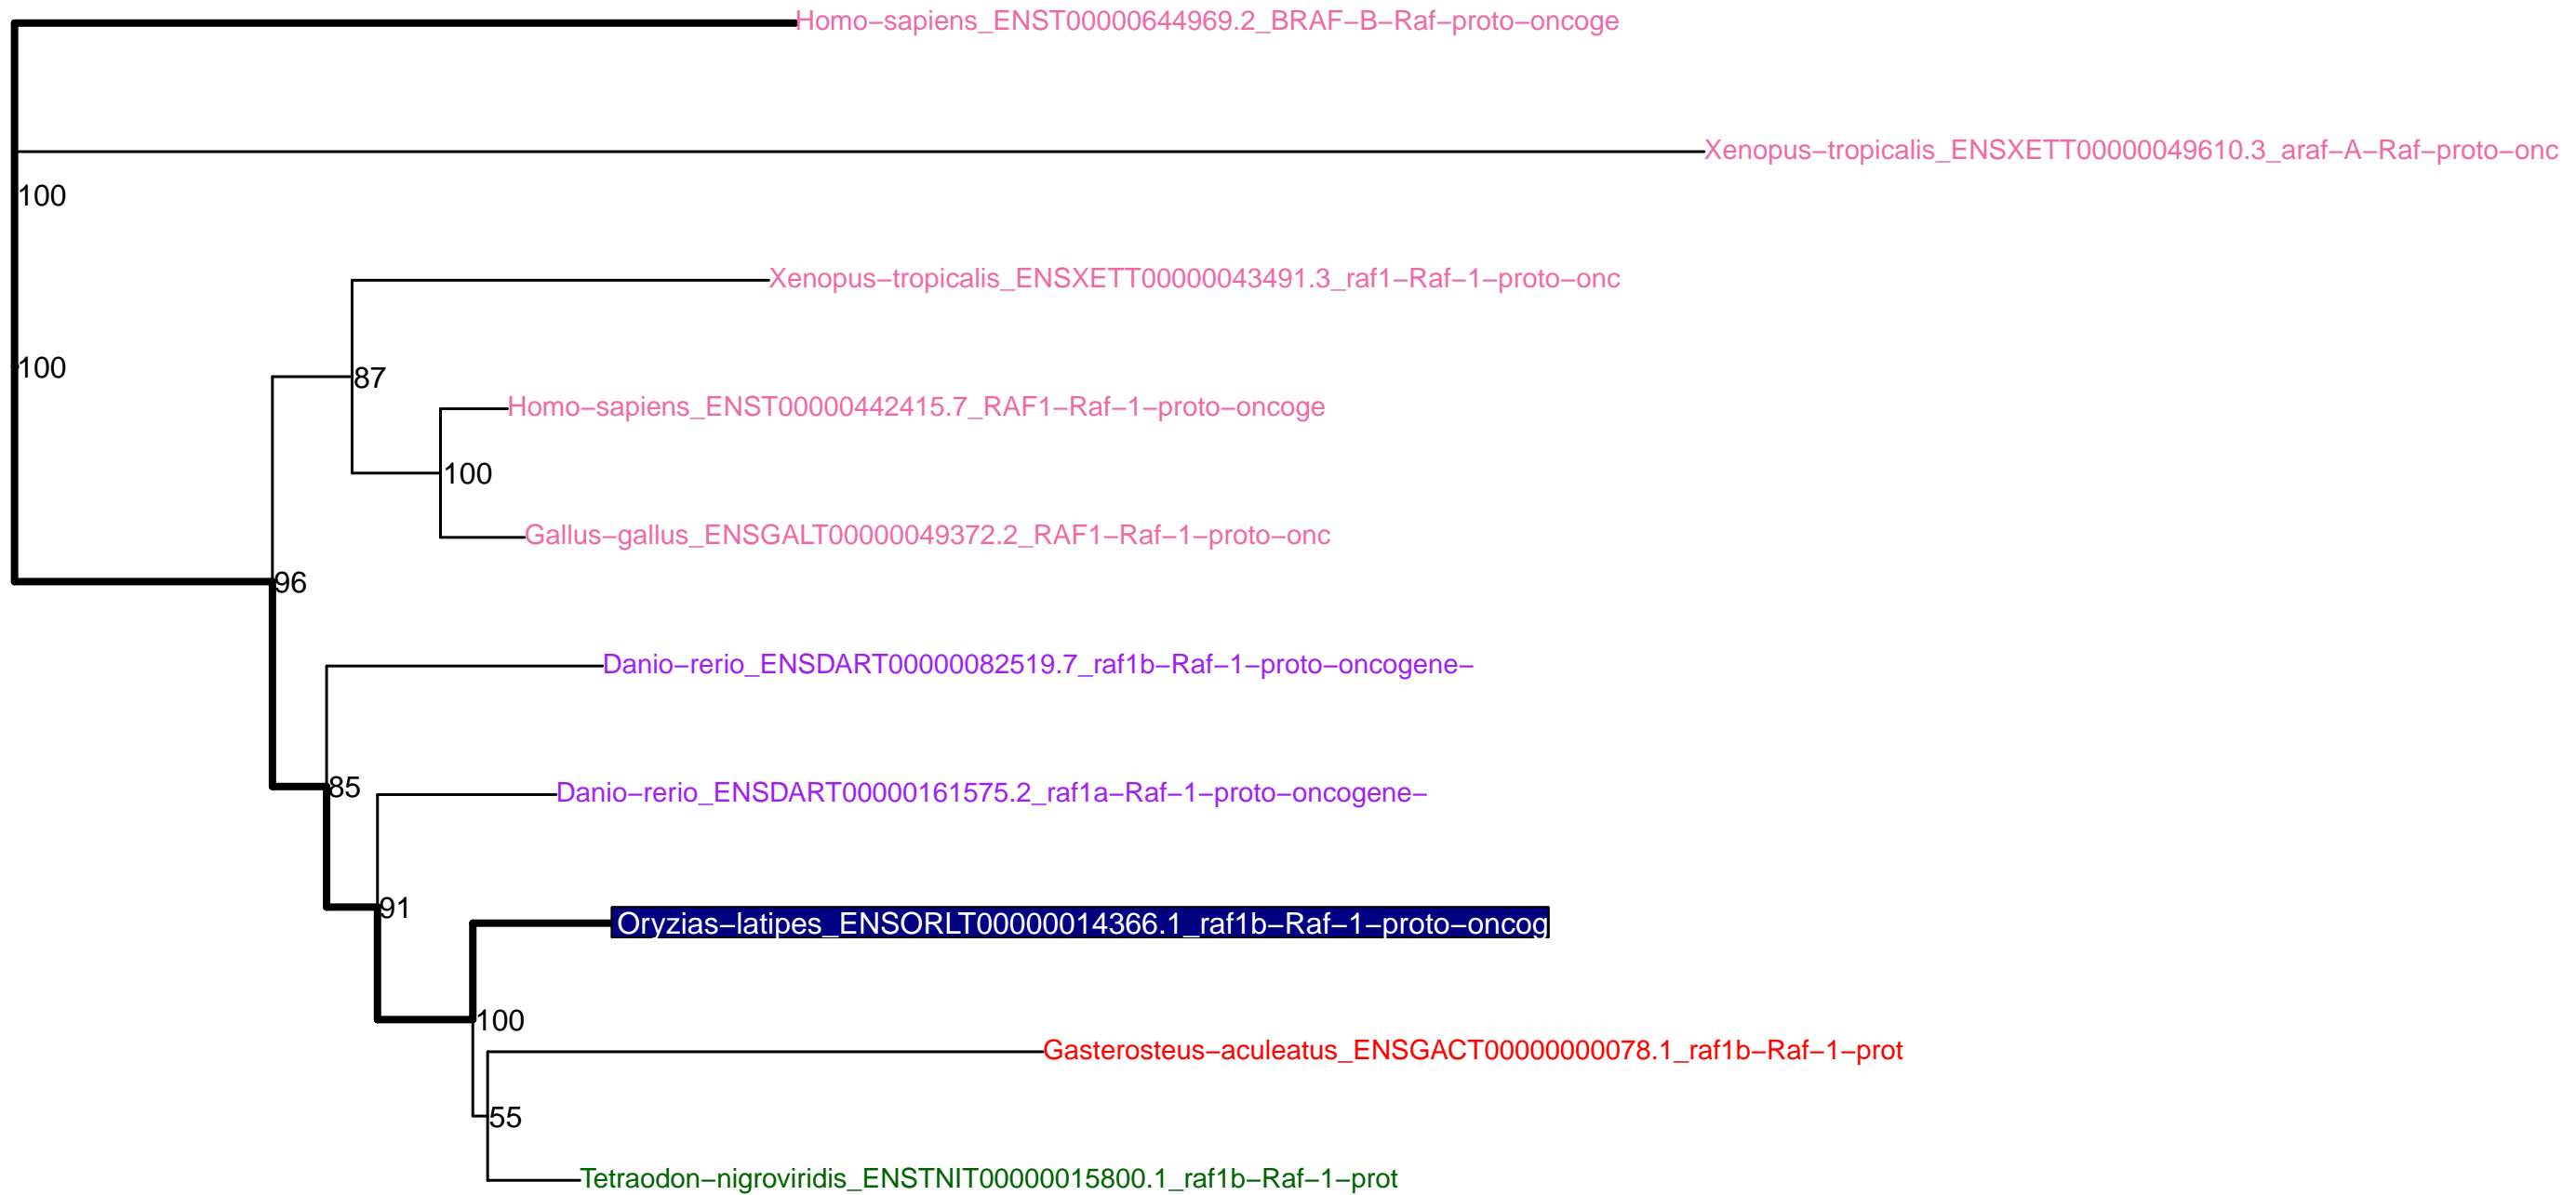 Homo−sapiens_ENST00000644969.2_BRAF−B−Raf−proto−oncoge
Xenopus−tropicalis_ENSXETT00000049610.3_araf−A−Raf−proto−onc
100
Xenopus−tropicalis_ENSXETT00000043491.3_raf1−Raf−1−proto−onc
100
87
Homo−sapiens_ENST00000442415.7_RAF1−Raf−1−proto−oncoge
100
Gallus−gallus_ENSGALT00000049372.2_RAF1−Raf−1−proto−onc
96
Danio−rerio_ENSDART00000082519.7_raf1b−Raf−1−proto−oncogene−
85
Danio−rerio_ENSDART00000161575.2_raf1a−Raf−1−proto−oncogene−
91
Oryzias−latipes_ENSORLT00000014366.1_raf1b−Raf−1−proto−oncog
100
Gasterosteus−aculeatus_ENSGACT00000000078.1_raf1b−Raf−1−prot
55
Tetraodon−nigroviridis_ENSTNIT00000015800.1_raf1b−Raf−1−prot